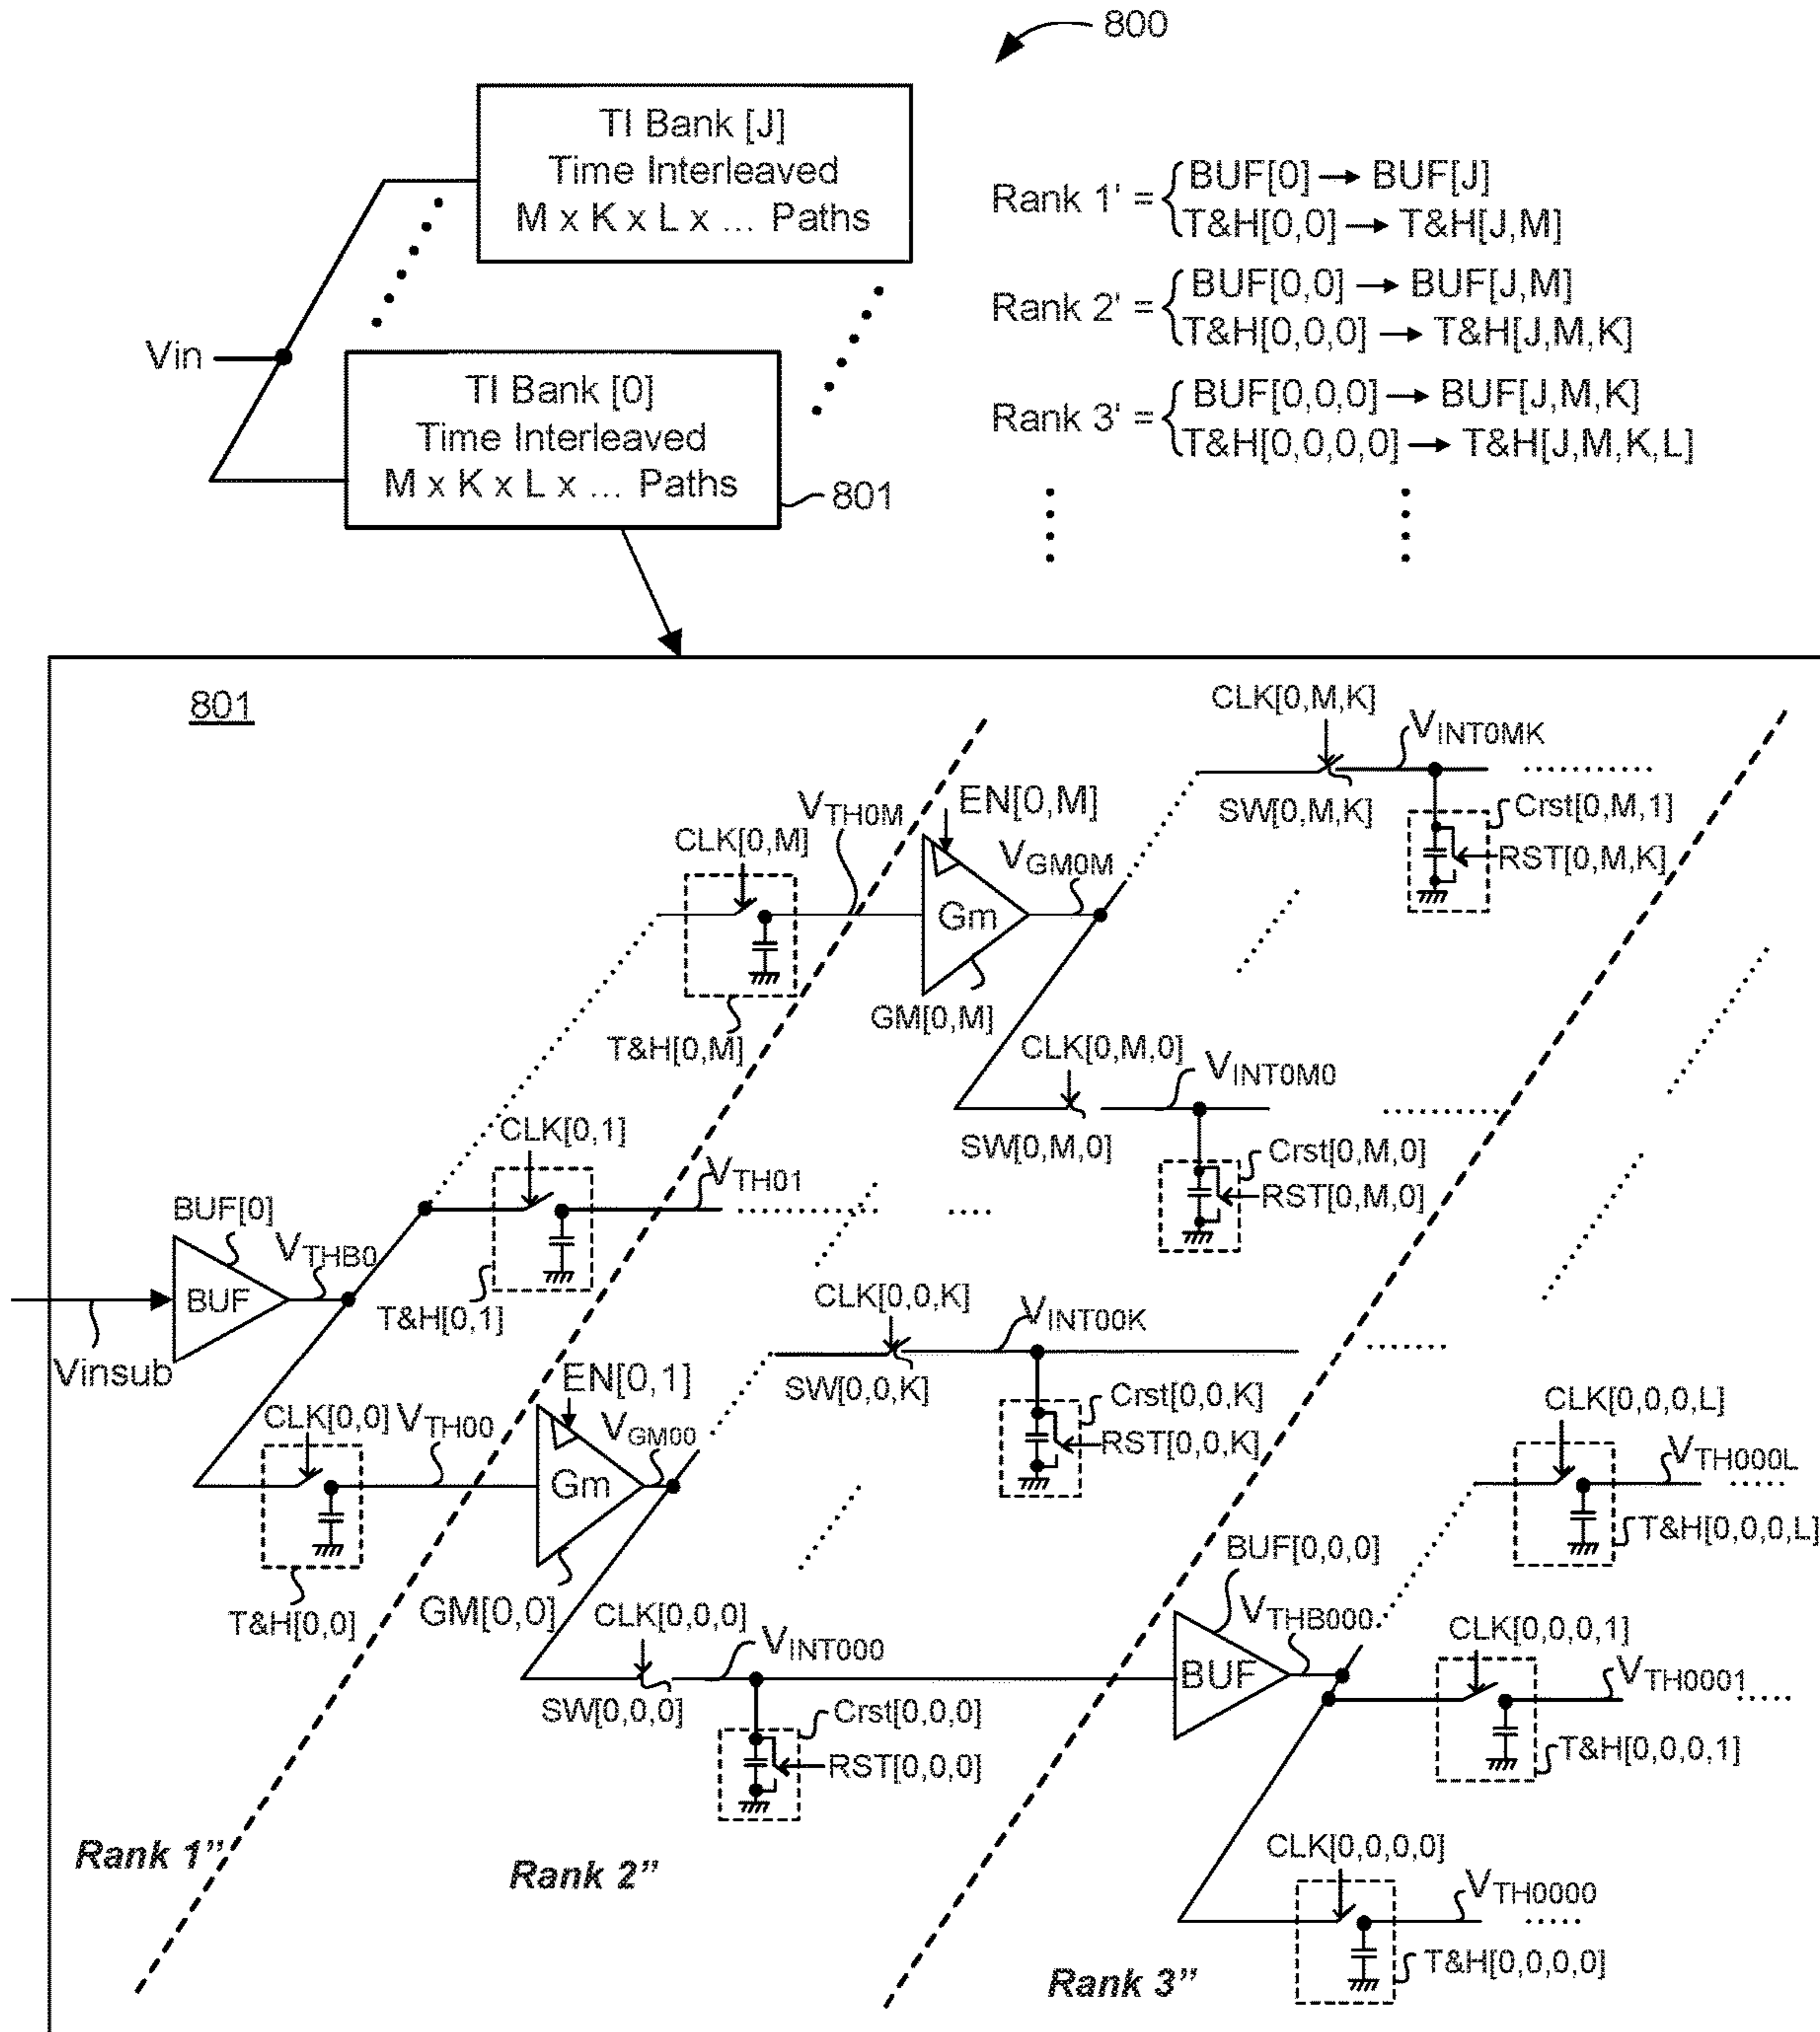 800
TI Bank [J]
Time Interleaved
M x K x L x ... Paths
Vin
TI Bank [0]
Time Interleaved
M x K x L x ... Paths
801
Rank 1' = { BUF[0] → BUF[J]
T&H[0,0] → T&H[J,M]
Rank 2' = { BUF[0,0] → BUF[J,M]
T&H[0,0,0] → T&H[J,M,K]
Rank 3' = { BUF[0,0,0] → BUF[J,M,K]
T&H[0,0,0,0] → T&H[J,M,K,L]
801
CLK[0,M,K]
VINT0MK
SW[0,M,K]
Crst[0,M,1]
RST[0,M,K]
VTH0M
EN[0,M]
CLK[0,M]
VGM0M
Gm
GM[0,M]
T&H[0,M]
CLK[0,M,0]
VINT0M0
SW[0,M,0]
Crst[0,M,0]
RST[0,M,0]
CLK[0,1]
VTH01
T&H[0,1]
BUF[0]
VTHB0
BUF
Vinsub
CLK[0,0,K]
VINT00K
SW[0,0,K]
Crst[0,0,K]
RST[0,0,K]
EN[0,1]
CLK[0,0]
VTH00
VGM00
Gm
T&H[0,0]
GM[0,0]
CLK[0,0,0]
VINT000
SW[0,0,0]
Crst[0,0,0]
RST[0,0,0]
CLK[0,0,0,L]
VTH000L
T&H[0,0,0,L]
BUF[0,0,0]
VTHB000
BUF
CLK[0,0,0,1]
VTH0001
T&H[0,0,0,1]
CLK[0,0,0,0]
VTH0000
T&H[0,0,0,0]
Rank 1”
Rank 2”
Rank 3”